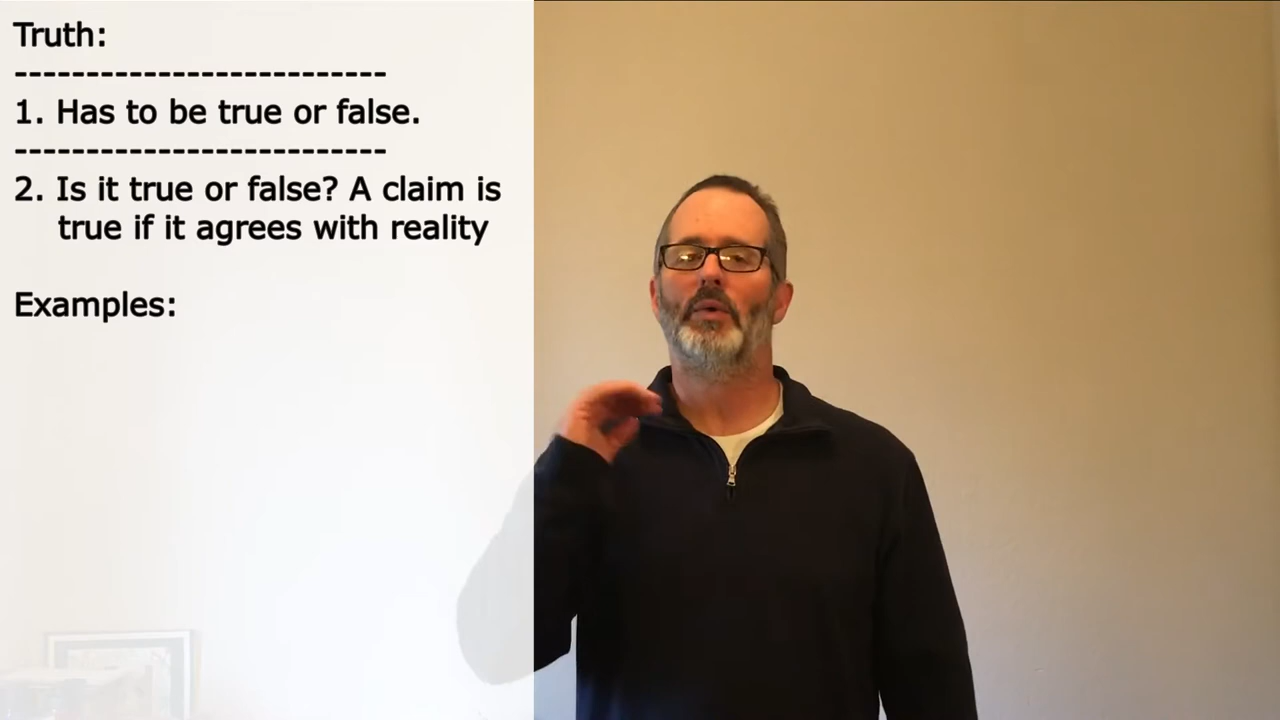 Truth:
--------------------------
1. Has to be true or false.
--------------------------
2. Is it true or false? A claim is
true if it agrees with reality
Examples: